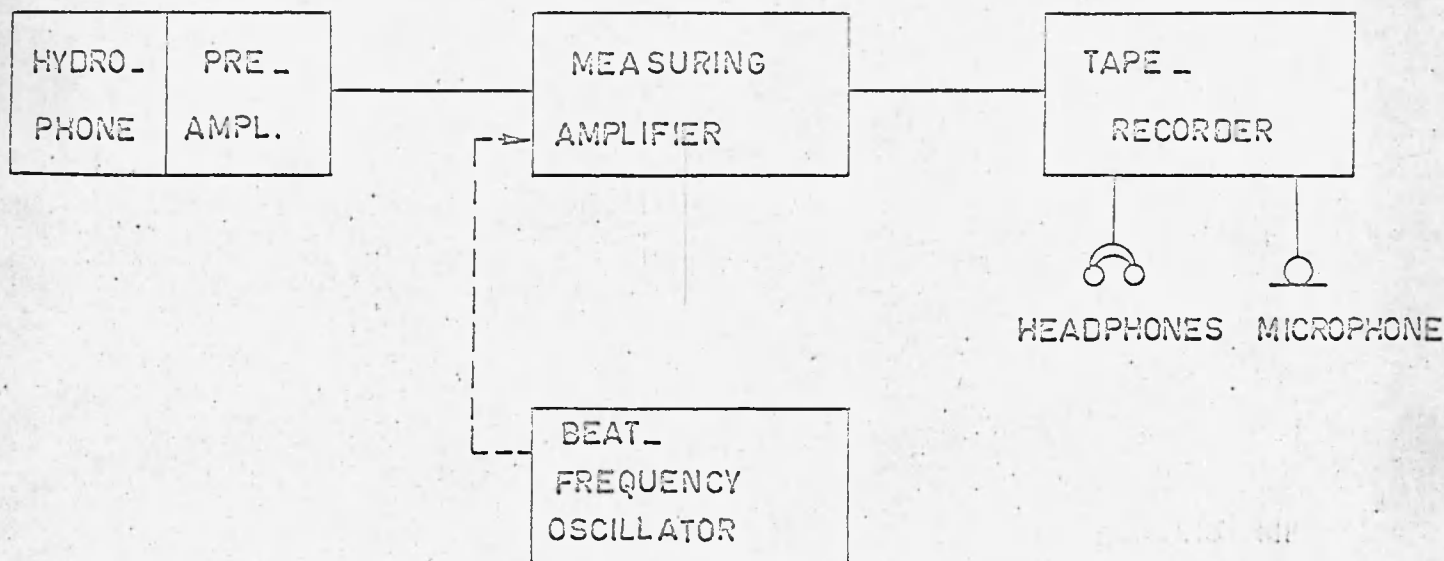 HYDRO_
PHONE
PRE_
AMPL.
MEASURING
AMPLIFIER
TAPE_
RECORDER
HEADPHONES
MICROPHONE
BEAT_
FREQUENCY
OSCILLATOR